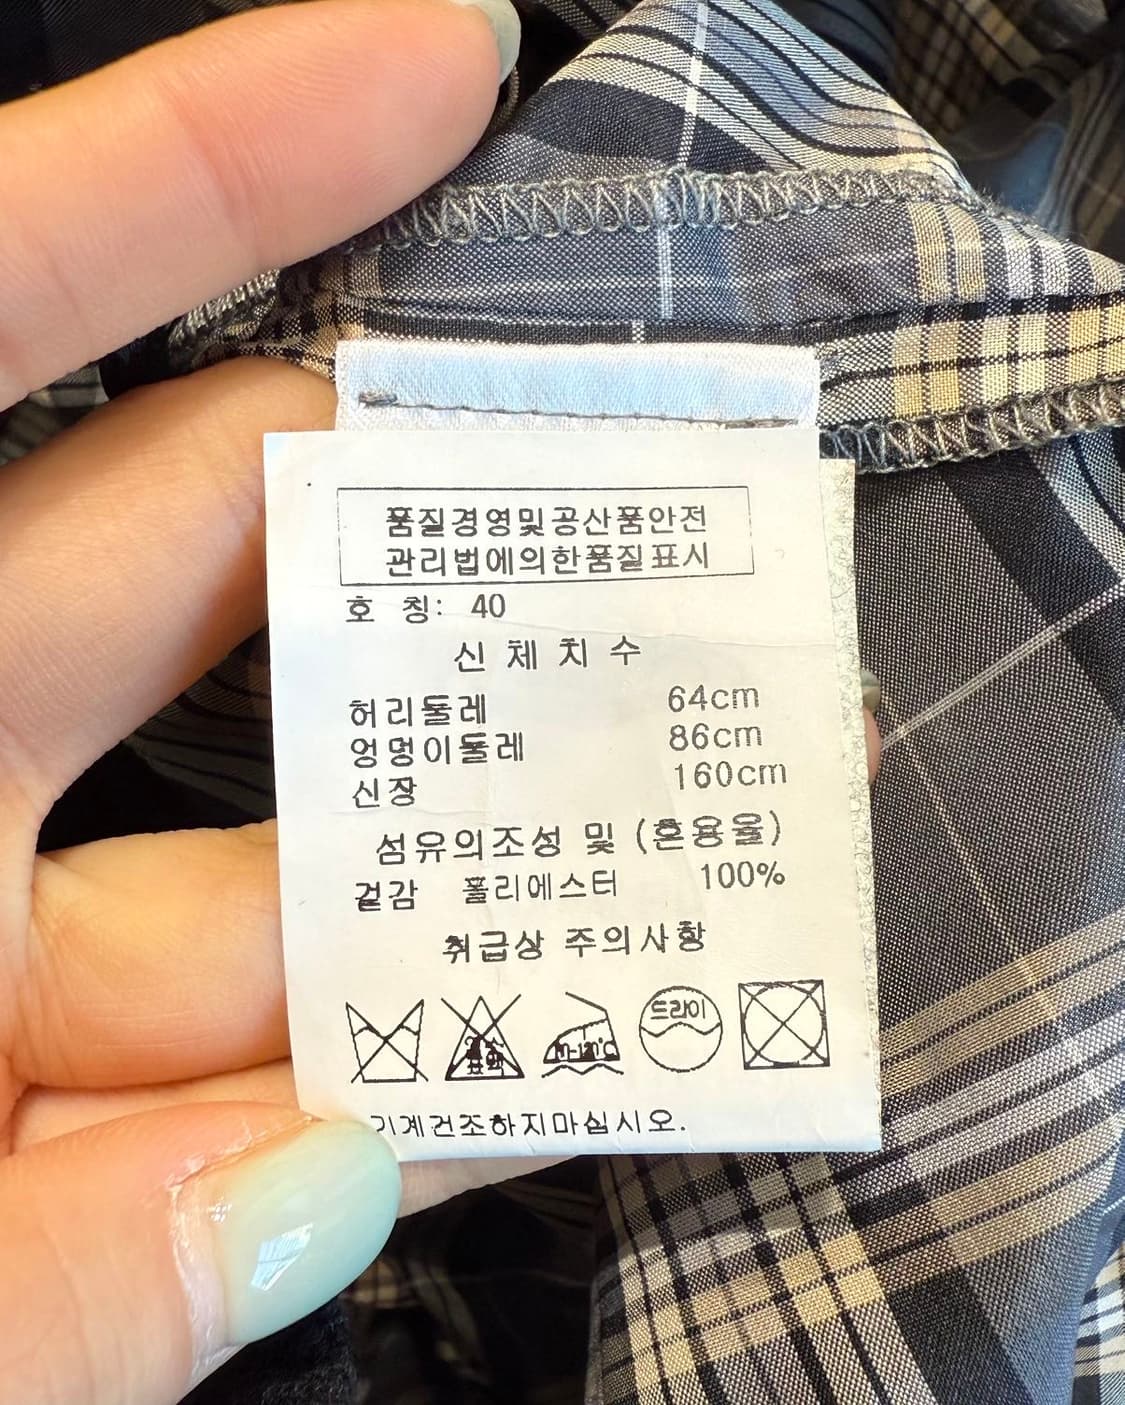 품질경영및공산품안전
관리법에의한품질표시
호 칭: 40
신 체 치 수
허리둘레 64cm
엉덩이둘레 86cm
신장 160cm
섬유의조성 및 (혼용율)
겉감 폴리에스터 100%
취급상 주의사항
드라이
기계건조하지마십시오.